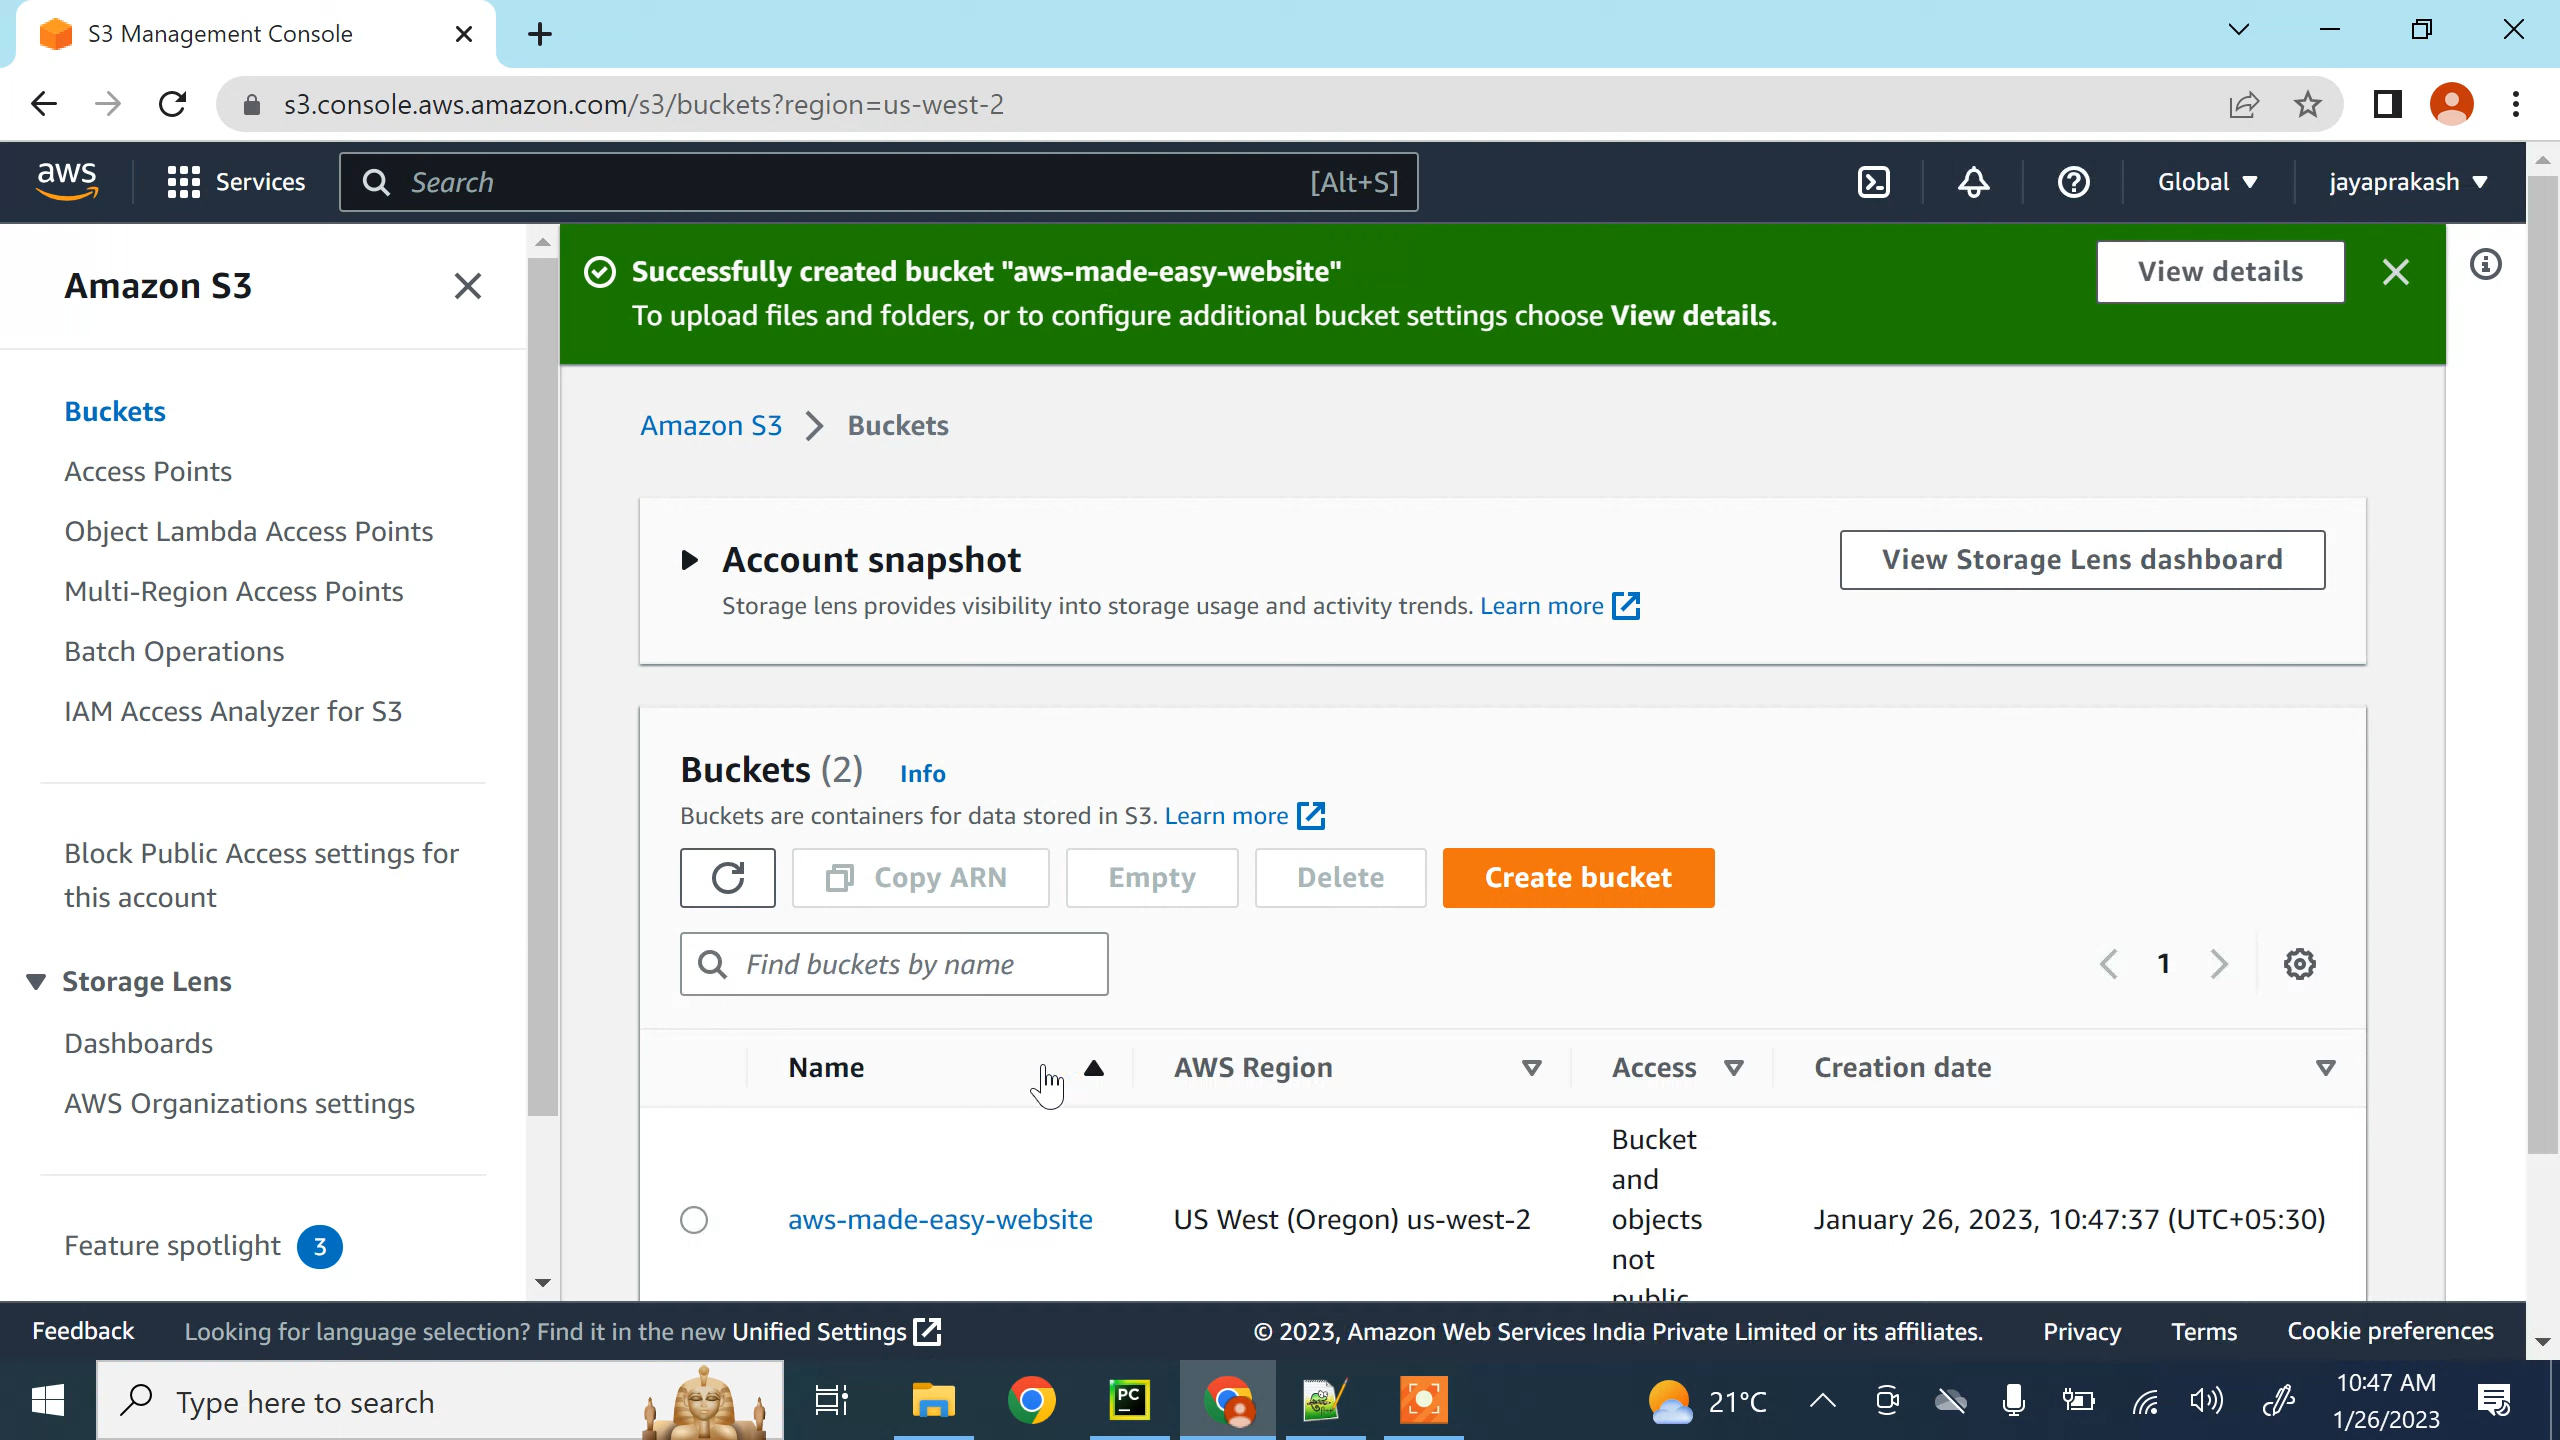 S3 Management Console
s3.console.aws.amazon.com/s3/buckets?region=us-west-2
aws
Services
Search
[Alt+S]
Global
jayaprakash
Amazon S3
Buckets
Access Points
Object Lambda Access Points
Multi-Region Access Points
Batch Operations
IAM Access Analyzer for S3
Block Public Access settings for
this account
Storage Lens
Dashboards
AWS Organizations settings
Feature spotlight 3
Successfully created bucket "aws-made-easy-website"
To upload files and folders, or to configure additional bucket settings choose View details.
View details
Amazon S3 Buckets
Account snapshot
Storage lens provides visibility into storage usage and activity trends. Learn more
View Storage Lens dashboard
Buckets (2) Info
Buckets are containers for data stored in S3. Learn more
Copy ARN
Empty
Delete
Create bucket
Find buckets by name
1
Name
AWS Region
Access
Creation date
aws-made-easy-website
US West (Oregon) us-west-2
Bucket
and
objects
not
public
January 26, 2023, 10:47:37 (UTC+05:30)
Feedback
Looking for language selection? Find it in the new Unified Settings
© 2023, Amazon Web Services India Private Limited or its affiliates.
Privacy
Terms
Cookie preferences
Type here to search
PC
21°C
10:47 AM
1/26/2023